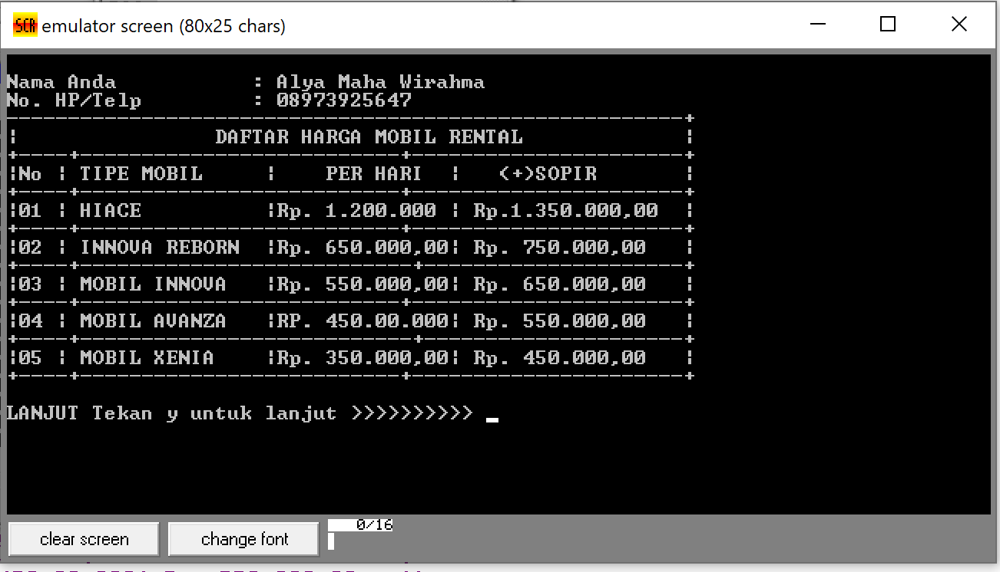 SCR emulator screen (80x25 chars)
Nama Anda : Alya Maha Wirahma
No. HP/Telp : 08973925647
DAFTAR HARGA MOBIL RENTAL
No | TIPE MOBIL | PER HARI | (+)SOPIR |
|01 | HIACE |Rp. 1.200.000 | Rp.1.350.000,00 |
|02 | INNOVA REBORN |Rp. 650.000,00| Rp. 750.000,00 |
|03 | MOBIL INNOVA |Rp. 550.000,00| Rp. 650.000,00 |
|04 | MOBIL AVANZA |RP. 450.00.000| Rp. 550.000,00 |
|05 | MOBIL XENIA |Rp. 350.000,00| Rp. 450.000,00 |
LANJUT Tekan y untuk lanjut >>>>>>>>>> _
clear screen change font 0/16